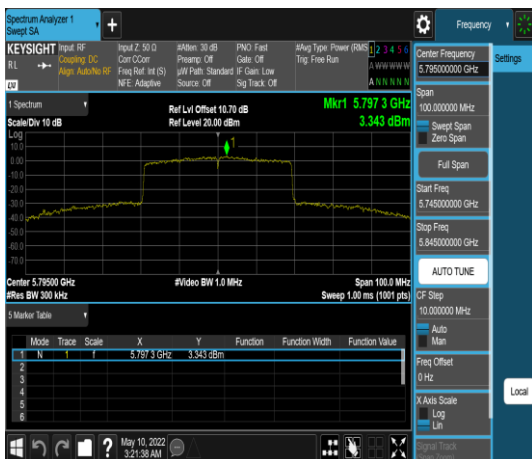 Spectrum Analyzer 1
Swept SA
+
Frequency
KEYSIGHT
Input: RF
Input Z: 50 Ω
#Atten: 30 dB
PNO: Fast
#Avg Type: Power (RMS
1 2 3 4 5 6
RL
Coupling: DC
Corr CCorr
Preamp: Off
Gate: Off
Trig: Free Run
Align: Auto/No RF
Freq Ref: Int (S)
µW Path: Standard
IF Gain: Low
A W W W W W
LXI
NFE: Adaptive
Source: Off
Sig Track: Off
A N N N N N
1 Spectrum
Ref Lvl Offset 10.70 dB
Mkr1 5.797 3 GHz
Scale/Div 10 dB
Ref Level 20.00 dBm
3.343 dBm
Log
10.0
0.00
-10.0
-20.0
-30.0
-40.0
-50.0
-60.0
-70.0
1
Center 5.79500 GHz
#Video BW 1.0 MHz
Span 100.0 MHz
#Res BW 300 kHz
Sweep 1.00 ms (1001 pts)
5 Marker Table
Mode Trace Scale X Y Function Function Width Function Value
1 N 1 f 5.797 3 GHz 3.343 dBm
2
3
4
5
6
May 10, 2022
3:21:38 AM
?
Center Frequency
5.795000000 GHz
Settings
Span
100.000000 MHz
Swept Span
Zero Span
Full Span
Start Freq
5.745000000 GHz
Stop Freq
5.845000000 GHz
AUTO TUNE
CF Step
10.000000 MHz
Auto
Man
Freq Offset
0 Hz
X Axis Scale
Log
Lin
Local
Signal Track